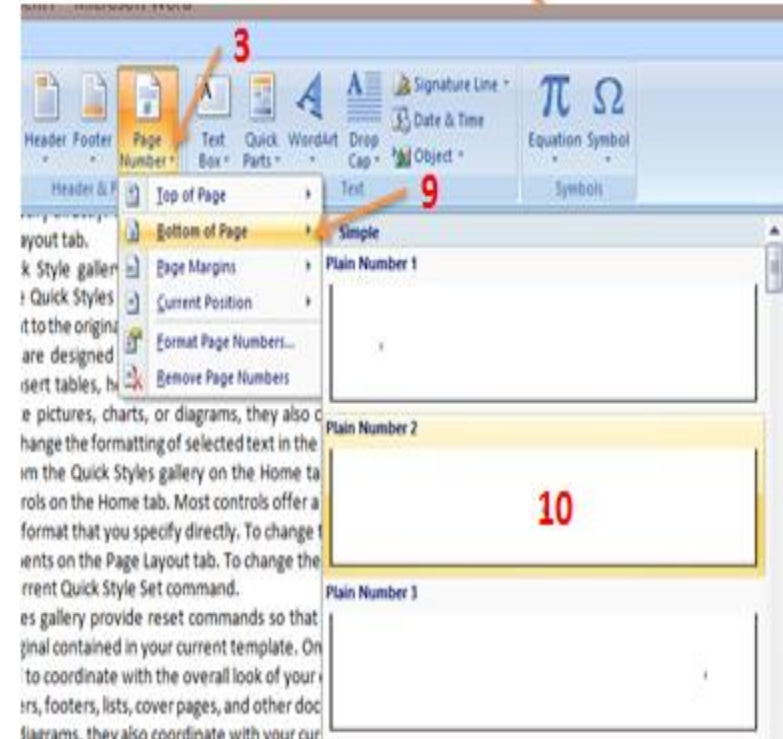 Microsoft Word
3
Header Footer Page Number Text Box Quick Parts WordArt Drop Cap
Signature Line
Date & Time
Object
Equation Symbol
Header & F
Text
Symbols
9
Top of Page
Bottom of Page
Page Margins
Current Position
Format Page Numbers...
Remove Page Numbers
Simple
Plain Number 1
Plain Number 2
10
Plain Number 3
ayout tab.
k Style galler
e Quick Styles
t to the origina
are designed
nsert tables, h
e pictures, charts, or diagrams, they also c
hange the formatting of selected text in the
om the Quick Styles gallery on the Home ta
rols on the Home tab. Most controls offer a
format that you specify directly. To change t
ents on the Page Layout tab. To change the
rrent Quick Style Set command.
es gallery provide reset commands so that
ginal contained in your current template. On
to coordinate with the overall look of your
ers, footers, lists, cover pages, and other doc
diagrams, they also coordinate with your cur